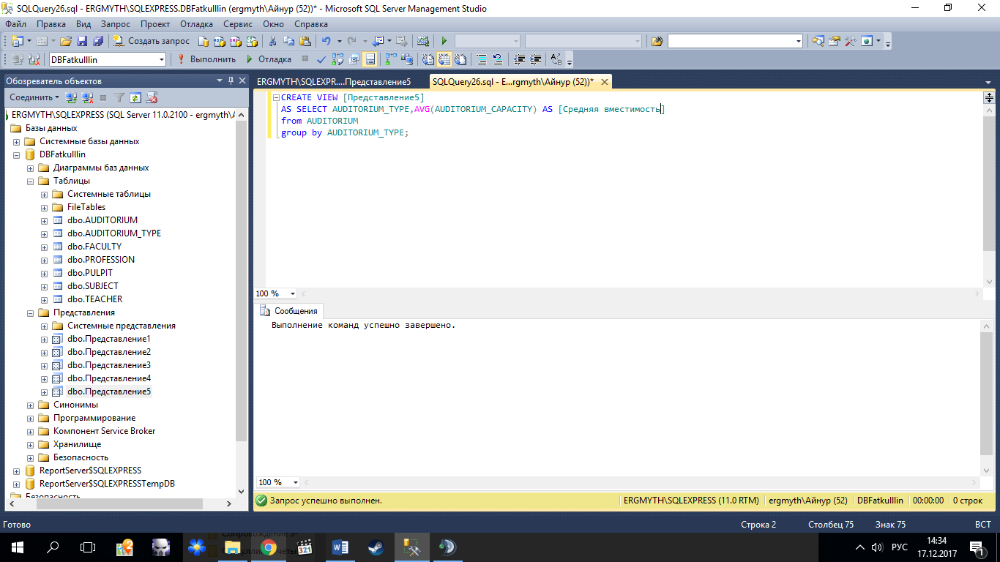 SQLQuery26.sql - ERGMYTH\SQLEXPRESS.DBFatkulllin (ergmyth\Айнур (52))* - Microsoft SQL Server Management Studio
Файл Правка Вид Запрос Проект Отладка Сервис Окно Справка
Создать запрос
DBFatkulllin Выполнить Отладка
Обозреватель объектов
Соединить
ERGMYTH\SQLEXPRESS (SQL Server 11.0.2100 - ergmyth\
Базы данных
Системные базы данных
DBFatkulllin
Диаграммы баз данных
Таблицы
Системные таблицы
FileTables
dbo.AUDITORIUM
dbo.AUDITORIUM_TYPE
dbo.FACULTY
dbo.PROFESSION
dbo.PULPIT
dbo.SUBJECT
dbo.TEACHER
Представления
Системные представления
dbo.Представление1
dbo.Представление2
dbo.Представление3
dbo.Представление4
dbo.Представление5
Синонимы
Программирование
Компонент Service Broker
Хранилище
Безопасность
ReportServer$SQLEXPRESS
ReportServer$SQLEXPRESSTempDB
Безопасность
ERGMYTH\SQLEXPR....Представление5 SQLQuery26.sql - E...rgmyth\Айнур (52))*
CREATE VIEW [Представление5]
AS SELECT AUDITORIUM_TYPE,AVG(AUDITORIUM_CAPACITY) AS [Средняя вместимость]
from AUDITORIUM
group by AUDITORIUM_TYPE;
100 %
Сообщения
Выполнение команд успешно завершено.
100 %
Запрос успешно выполнен. ERGMYTH\SQLEXPRESS (11.0 RTM) ergmyth\Айнур (52) DBFatkulllin 00:00:00 0 строк
Готово Строка 2 Столбец 75 Знак 75 ВСТ
Сопровождение
321
РУС
14:34
17.12.2017
1